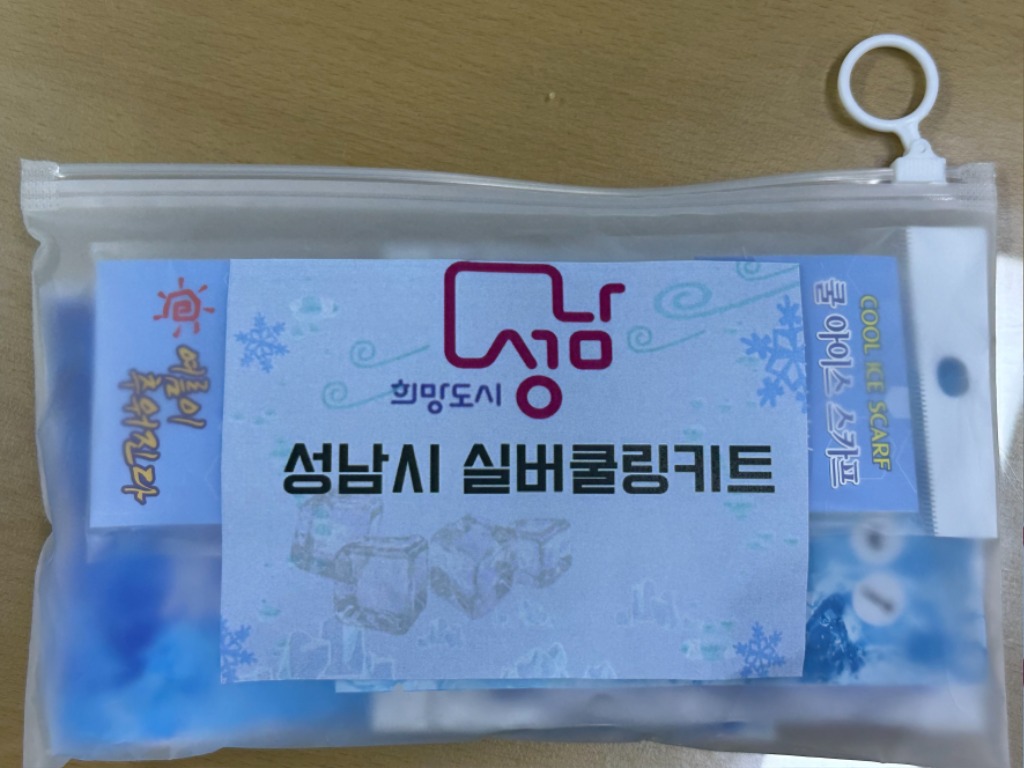 성남
희망도시
성남시 실버쿨링키트
여름이
후워진다
쿨 아이스 스카프
COOL ICE SCARF